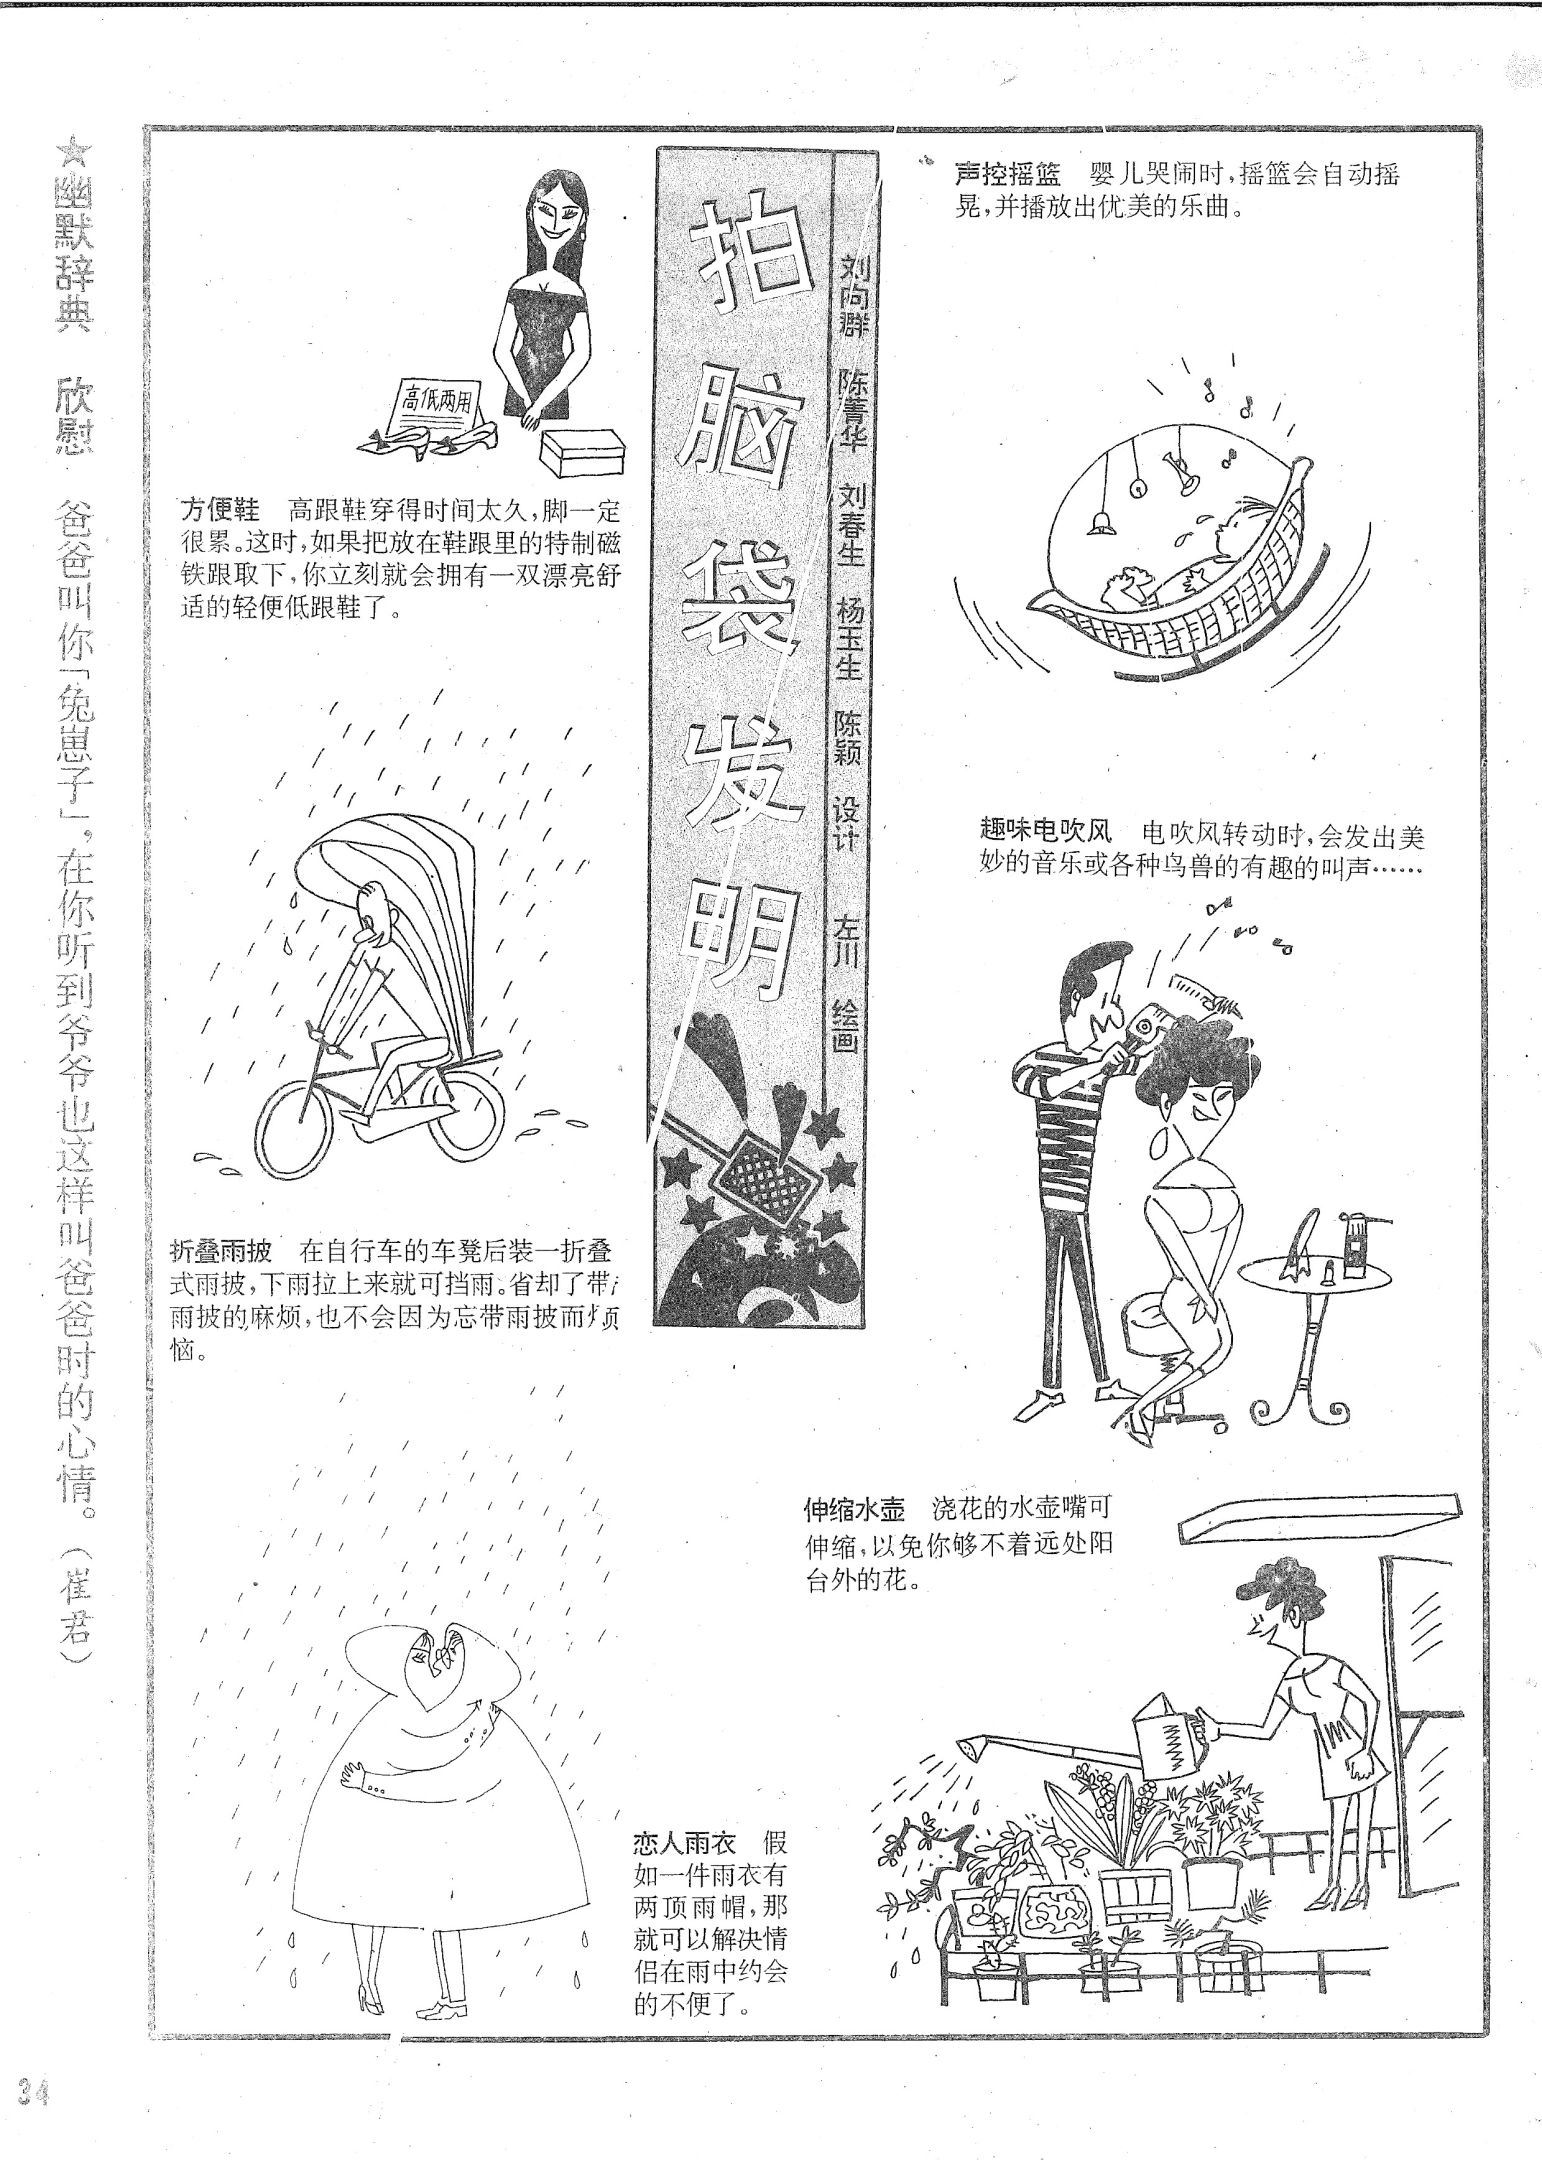 ★幽默辞典　欣慰　爸爸叫你「兔崽子」，在你听到爷爷也这样叫爸爸时的心情。（崔君）
拍脑袋发明
刘向群　陈菁华　刘春生　杨玉生　陈颖　设计　左川　绘画
高低两用
方便鞋　高跟鞋穿得时间太久，脚一定
很累。这时，如果把放在鞋跟里的特制磁
铁跟取下，你立刻就会拥有一双漂亮舒
适的轻便低跟鞋了。
折叠雨披　在自行车的车凳后装一折叠
式雨披，下雨拉上来就可挡雨。省却了带
雨披的麻烦，也不会因为忘带雨披而烦
恼。
恋人雨衣　假
如一件雨衣有
两顶雨帽，那
就可以解决情
侣在雨中约会
的不便了。
声控摇篮　婴儿哭闹时，摇篮会自动摇
晃，并播放出优美的乐曲。
趣味电吹风　电吹风转动时，会发出美
妙的音乐或各种鸟兽的有趣的叫声……
伸缩水壶　浇花的水壶嘴可
伸缩，以免你够不着远处阳
台外的花。
34